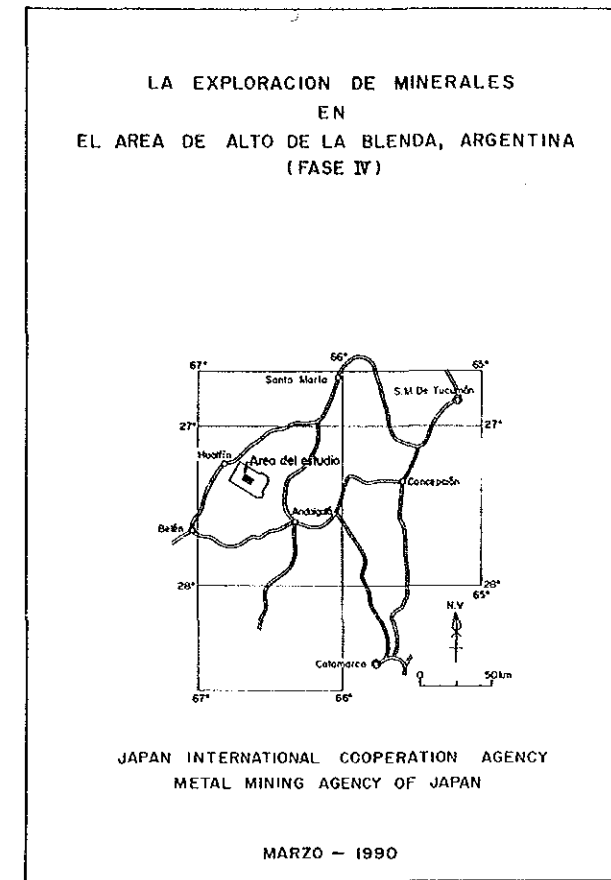 LA EXPLORACION DE MINERALES
EN
EL AREA DE ALTO DE LA BLENDA, ARGENTINA
(FASE IV)
67° 66° 65°
Santa María
S.M. De Tucumán
27° 27°
Hualfín
Area del estudio
Concepción
Andalgalá
Belén
28° 28°
65°
N.V
Catamarca
0 50km
67° 66°
JAPAN INTERNATIONAL COOPERATION AGENCY
METAL MINING AGENCY OF JAPAN
MARZO - 1990